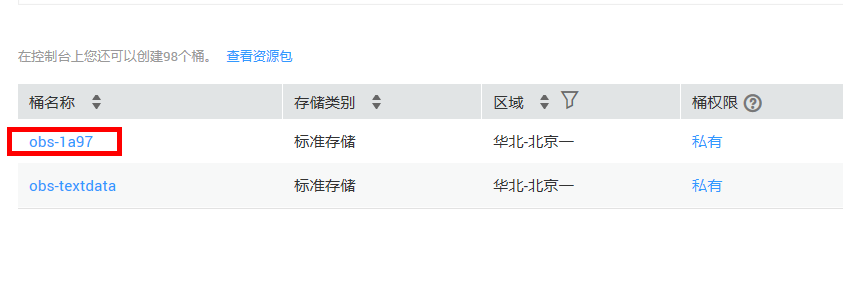 在控制台上您还可以创建98个桶。 查看资源包
桶名称 存储类别 区域 桶权限 ?
obs-1a97 标准存储 华北-北京一 私有
obs-textdata 标准存储 华北-北京一 私有